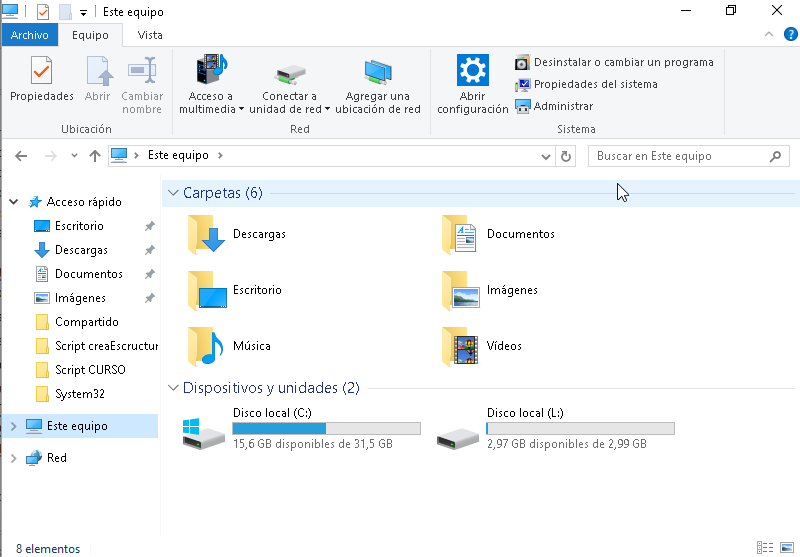 Este equipo
Archivo
Equipo
Vista
Propiedades
Abrir
Cambiar
nombre
Ubicación
Acceso a
multimedia
Conectar a
unidad de red
Agregar una
ubicación de red
Red
Abrir
configuración
Desinstalar o cambiar un programa
Propiedades del sistema
Administrar
Sistema
Este equipo
Buscar en Este equipo
Acceso rápido
Escritorio
Descargas
Documentos
Imágenes
Compartido
Script creaEscructur
Script CURSO
System32
Este equipo
Red
Carpetas (6)
Descargas
Documentos
Escritorio
Imágenes
Música
Vídeos
Dispositivos y unidades (2)
Disco local (C:)
15,6 GB disponibles de 31,5 GB
Disco local (L:)
2,97 GB disponibles de 2,99 GB
8 elementos